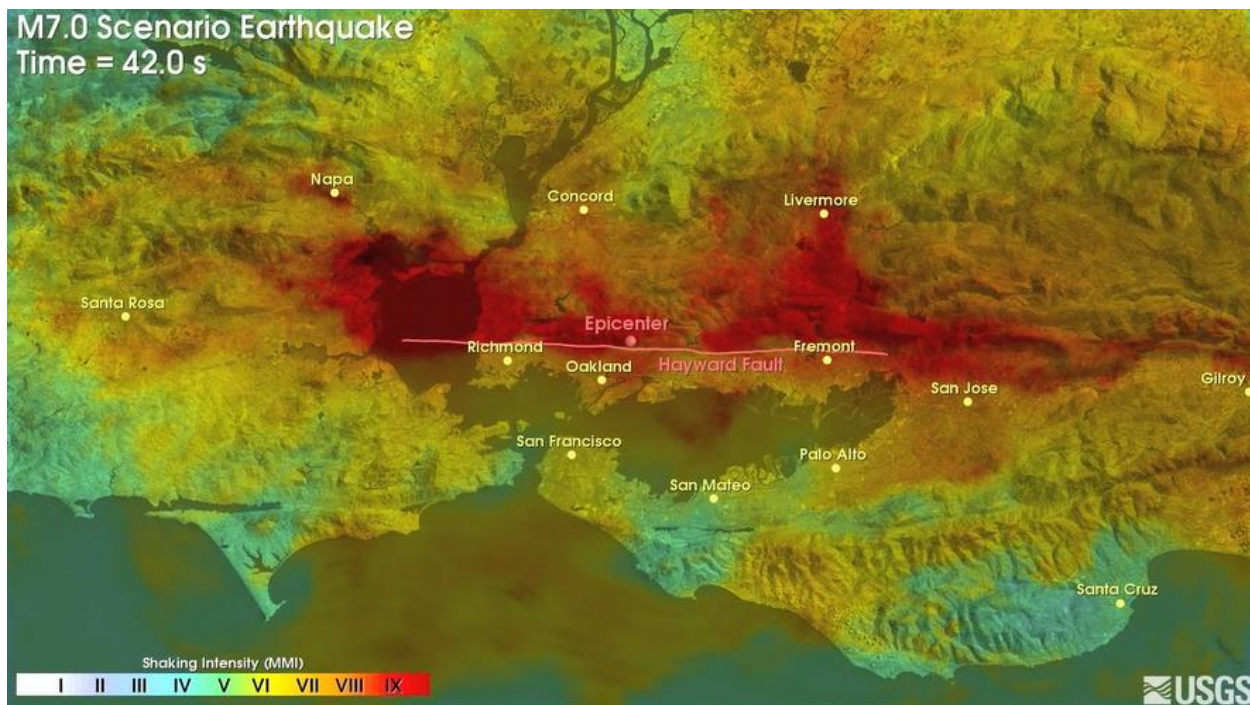 M7.0 Scenario Earthquake
Time = 42.0 s
Napa
Concord
Livermore
Santa Rosa
Epicenter
Richmond
Fremont
Oakland
Hayward Fault
San Jose
Gilroy
San Francisco
Palo Alto
San Mateo
Santa Cruz
Shaking Intensity (MMI)
I II III IV V VI VII VIII IX
USGS